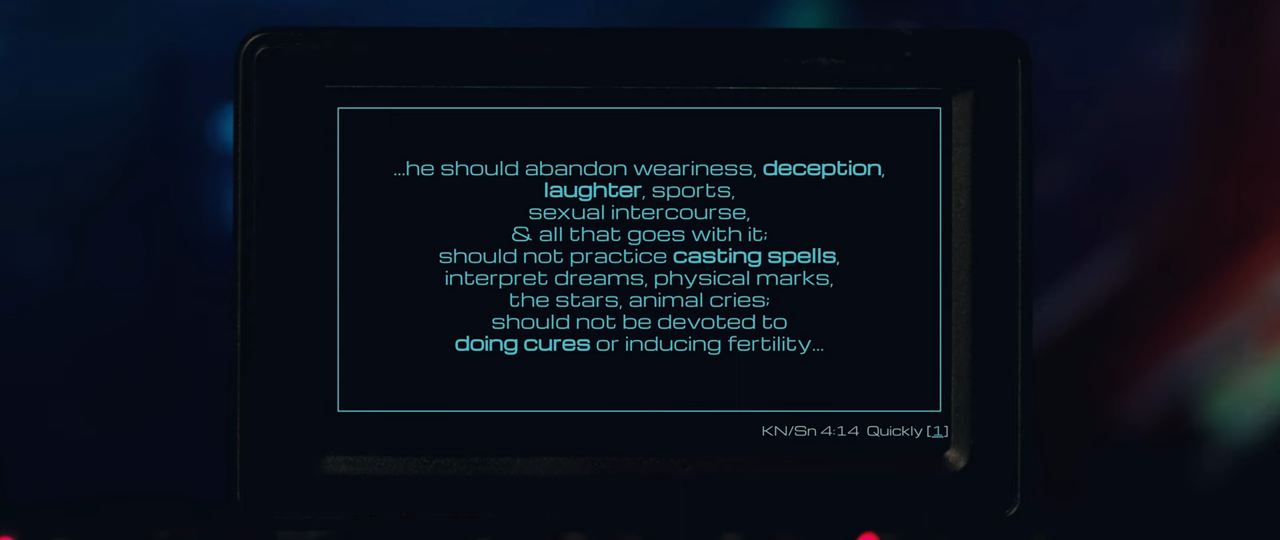 ...he should abandon weariness, deception,
laughter, sports,
sexual intercourse,
& all that goes with it;
should not practice casting spells,
interpret dreams, physical marks,
the stars, animal cries;
should not be devoted to
doing cures or inducing fertility...
KN/Sn 4:14 Quickly [1]